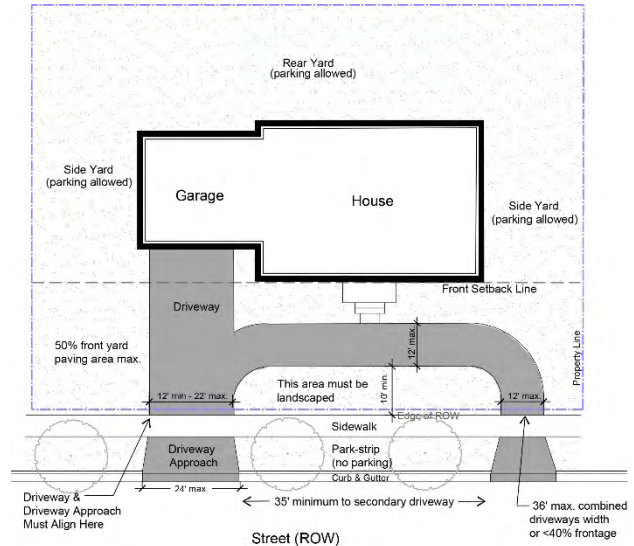 Rear Yard
(parking allowed)
Side Yard
(parking allowed)
Garage
House
Side Yard
(parking allowed)
Front Setback Line
Driveway
50% front yard
paving area max.
12' max.
Property Line
This area must be
landscaped
10' min.
12' min - 22' max.
12' max.
Edge of ROW
Sidewalk
Driveway
Approach
Park-strip
(no parking)
Curb & Gutter
Driveway &
Driveway Approach
Must Align Here
24' max.
35' minimum to secondary driveway
36' max. combined
driveways width
or <40% frontage
Street (ROW)